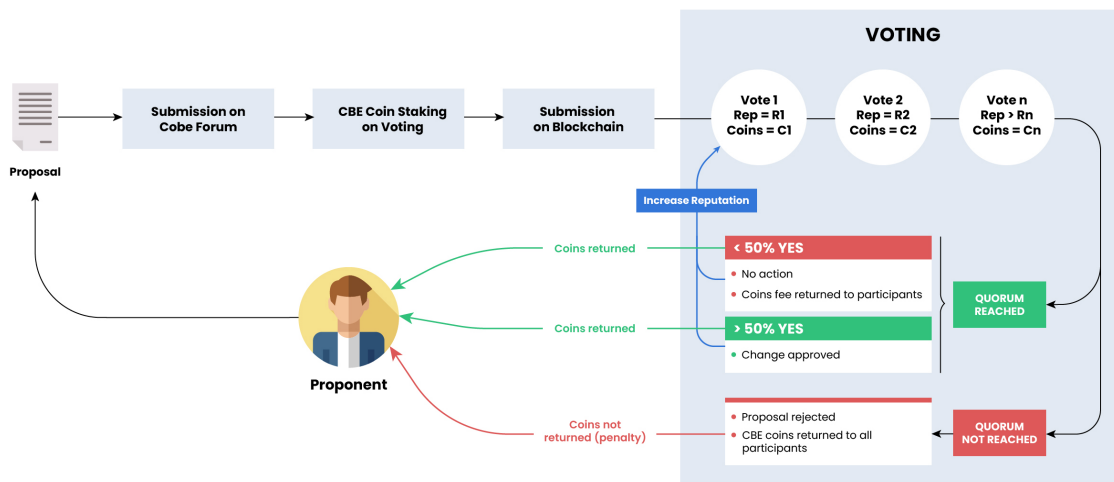 VOTING
Proposal
Submission on
Cobe Forum
CBE Coin Staking
on Voting
Submission
on Blockchain
Vote 1
Rep = R1
Coins = C1
Vote 2
Rep = R2
Coins = C2
Vote n
Rep > Rn
Coins = Cn
Increase Reputation
Coins returned
< 50% YES
No action
Coins fee returned to participants
QUORUM
REACHED
Coins returned
> 50% YES
Change approved
Proponent
Coins not
returned (penalty)
Proposal rejected
CBE coins returned to all
participants
QUORUM
NOT REACHED